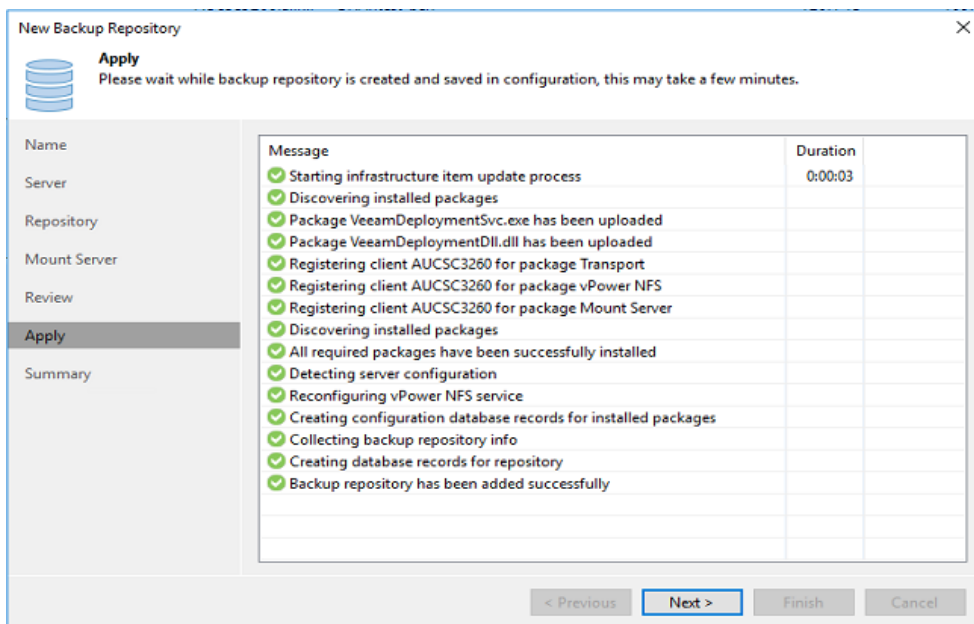 New Backup Repository
Apply
Please wait while backup repository is created and saved in configuration, this may take a few minutes.
Name
Server
Repository
Mount Server
Review
Apply
Summary
Message Duration
Starting infrastructure item update process 0:00:03
Discovering installed packages
Package VeeamDeploymentSvc.exe has been uploaded
Package VeeamDeploymentDll.dll has been uploaded
Registering client AUCSC3260 for package Transport
Registering client AUCSC3260 for package vPower NFS
Registering client AUCSC3260 for package Mount Server
Discovering installed packages
All required packages have been successfully installed
Detecting server configuration
Reconfiguring vPower NFS service
Creating configuration database records for installed packages
Collecting backup repository info
Creating database records for repository
Backup repository has been added successfully
< Previous
Next >
Finish
Cancel